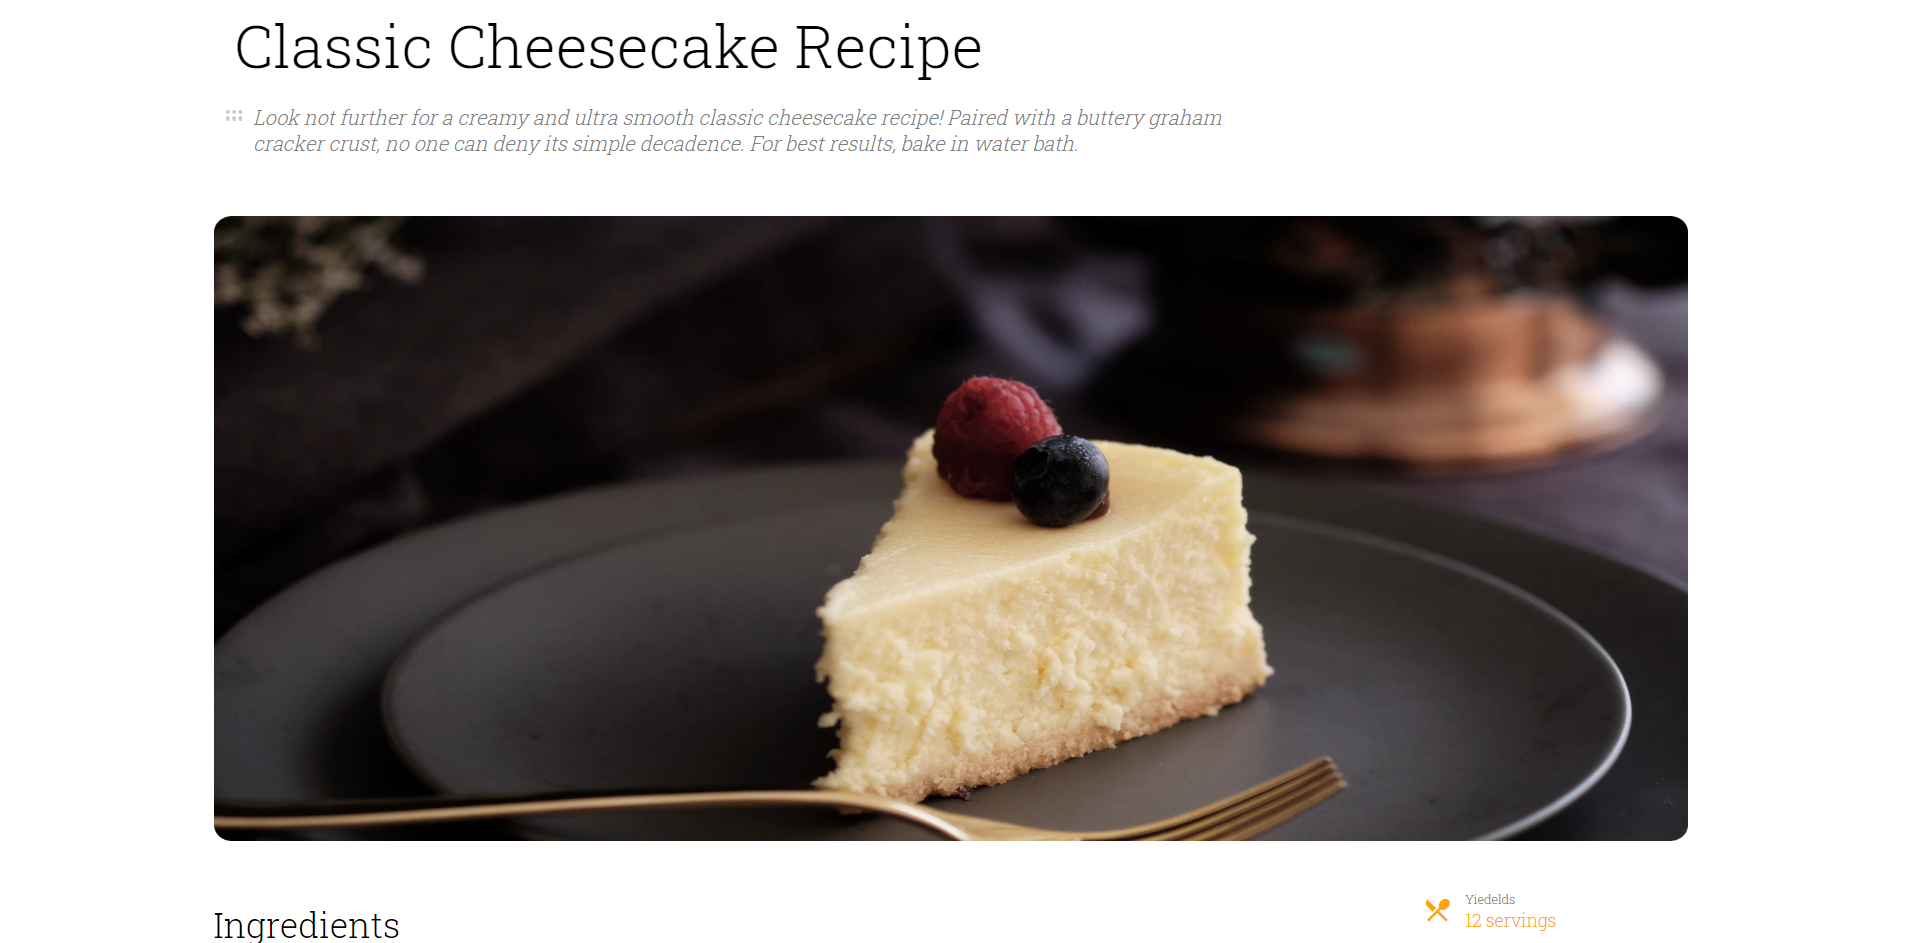 Classic Cheesecake Recipe
Look not further for a creamy and ultra smooth classic cheesecake recipe! Paired with a buttery graham
cracker crust, no one can deny its simple decadence. For best results, bake in water bath.
Ingredients
Yiedelds
12 servings